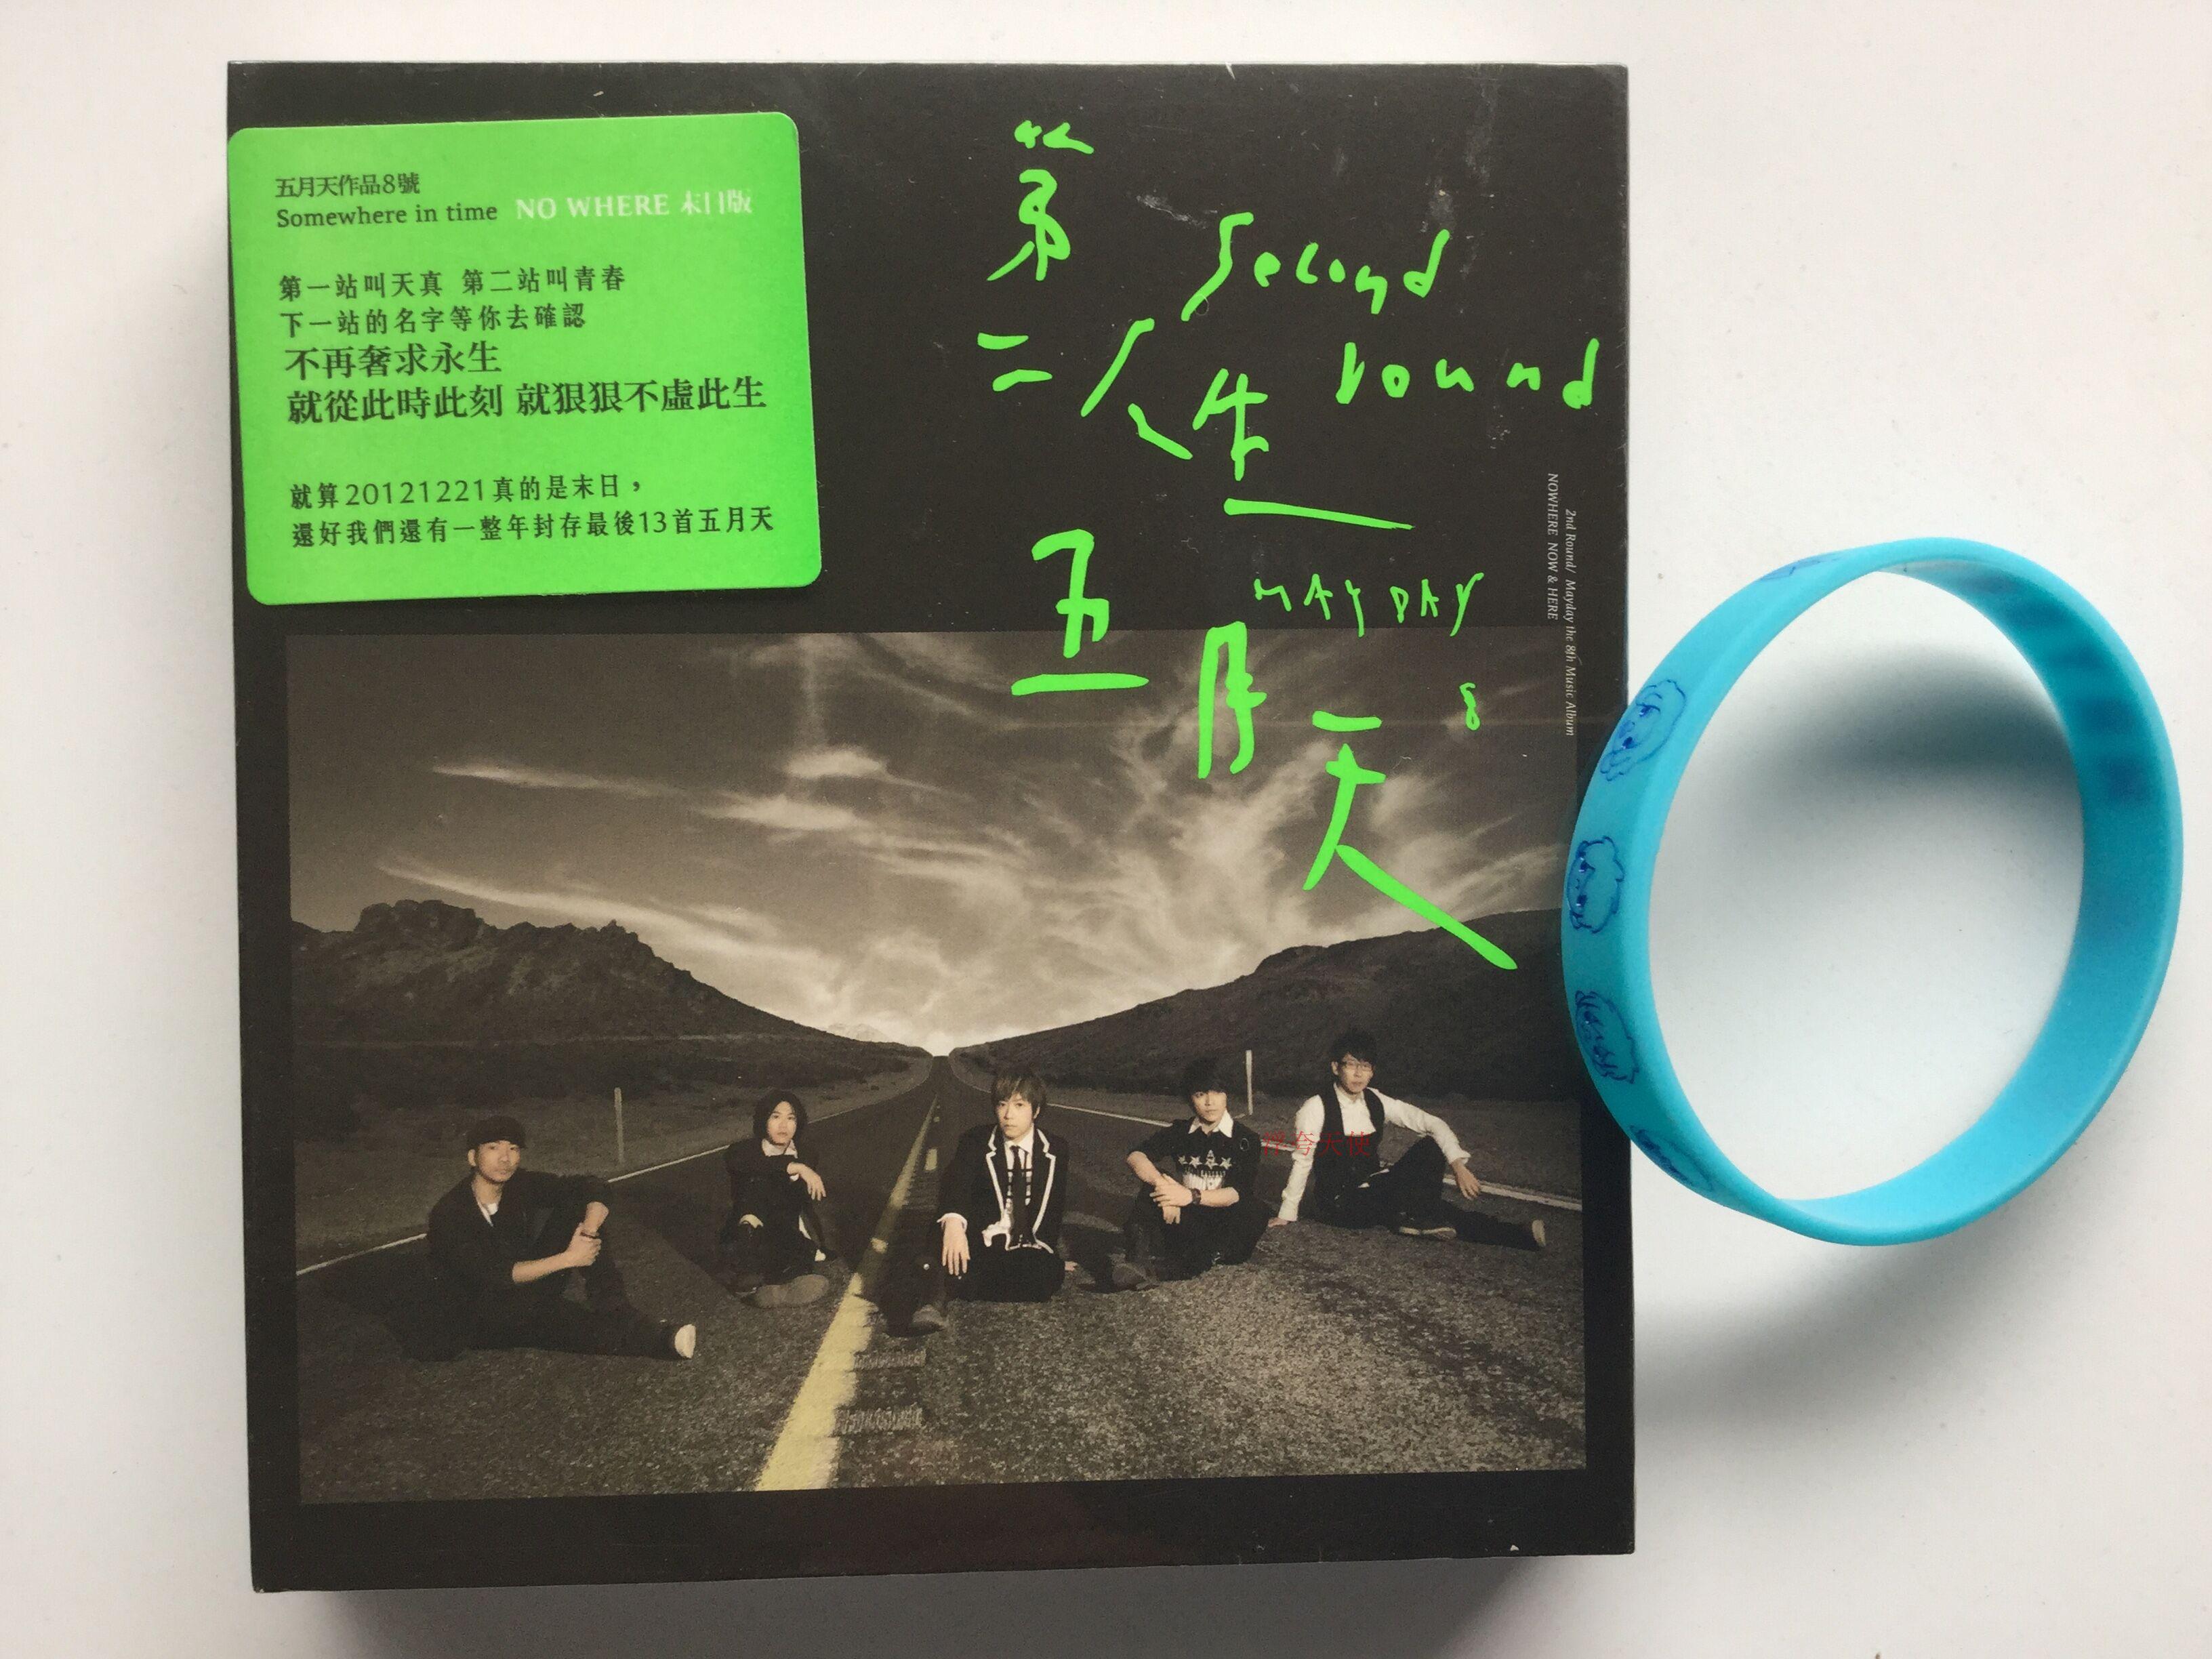 五月天作品8號
Somewhere in time NO WHERE 末日版
第一站叫天真 第二站叫青春
下一站的名字等你去確認
不再奢求永生
就從此時此刻 就狠狠不虛此生
就算20121221真的是末日，
還好我們還有一整年封存最後13首五月天
第二人生
Second
round
五月天
MAYDAY
8
2nd Round/ Mayday the 8th Music Album
NOWHERE NOW & HERE
浮夸天使